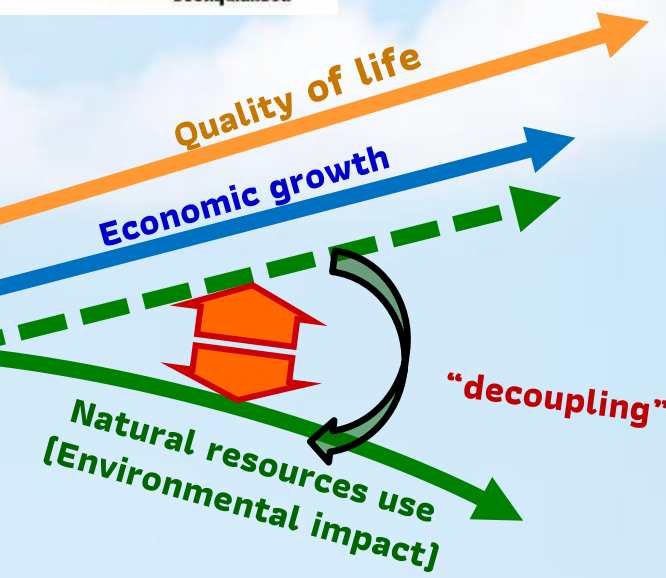 Quality of life
Economic growth
“decoupling”
Natural resources use
(Environmental impact)